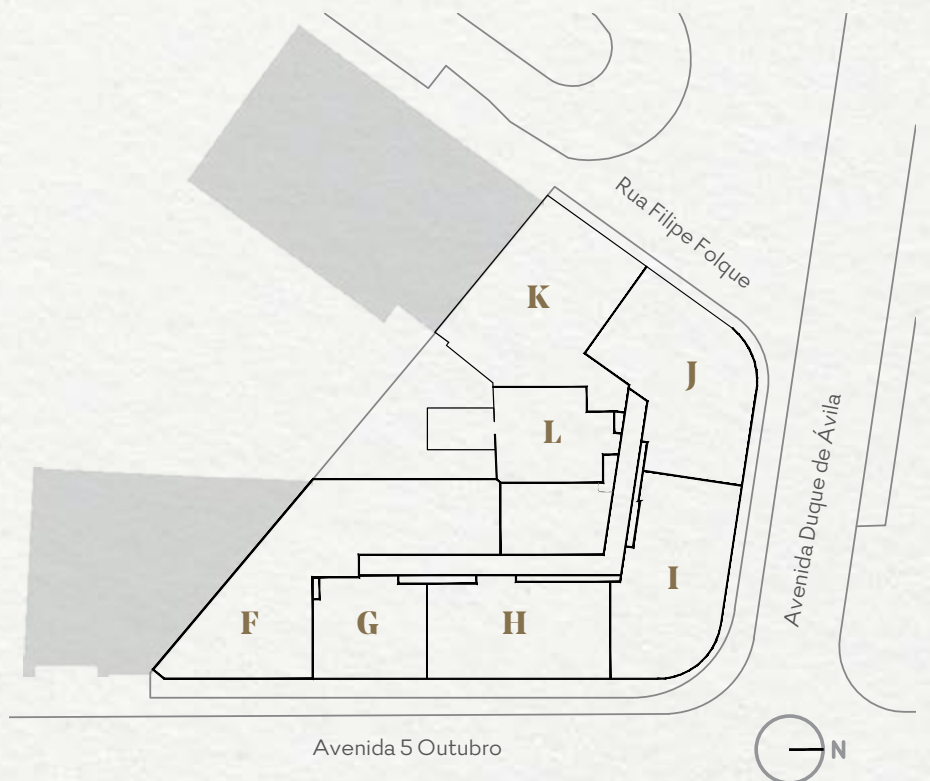 Rua Filipe Folque
K
J
Avenida Duque de Ávila
L
I
F
G
H
Avenida 5 Outubro
N